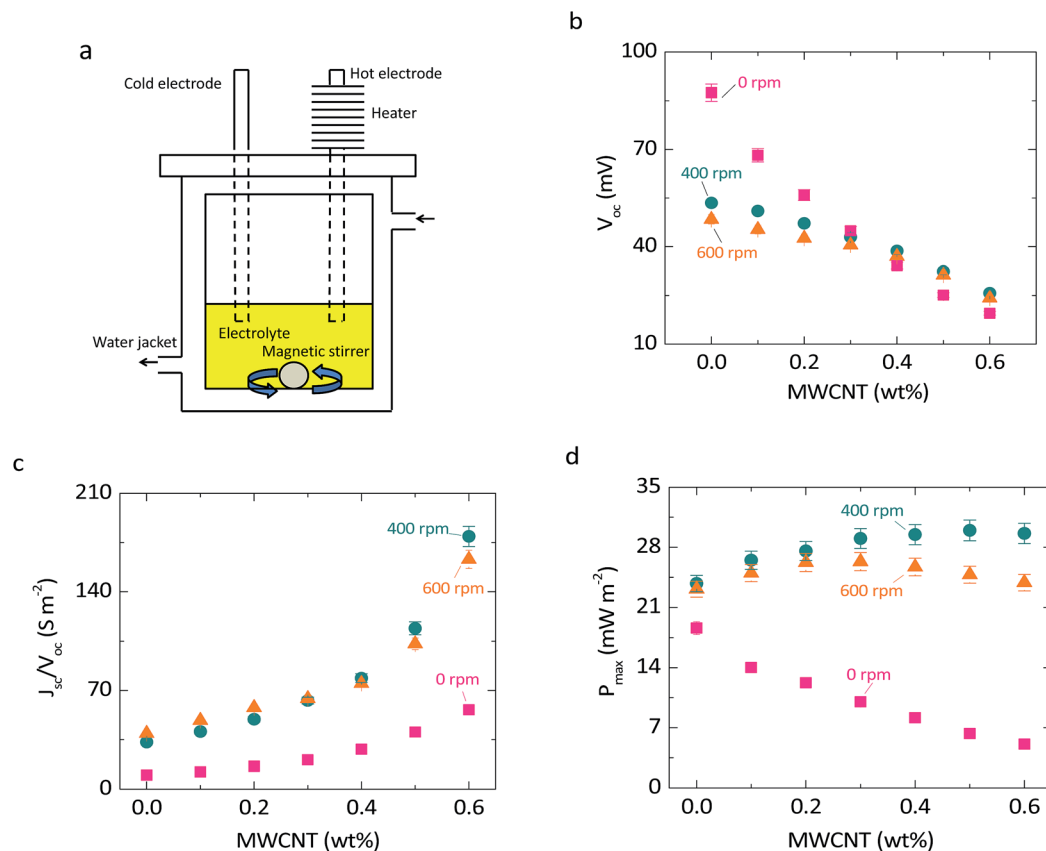 a
Cold electrode
Hot electrode
Heater
Water jacket
Electrolyte
Magnetic stirrer
b
100
70
40
10
V_oc (mV)
0 rpm
400 rpm
600 rpm
0.0 0.2 0.4 0.6
MWCNT (wt%)
c
210
140
70
0
J_sc/V_oc (S m⁻²)
400 rpm
600 rpm
0 rpm
0.0 0.2 0.4 0.6
MWCNT (wt%)
d
35
28
21
14
7
0
P_max (mW m⁻²)
400 rpm
600 rpm
0 rpm
0.0 0.2 0.4 0.6
MWCNT (wt%)